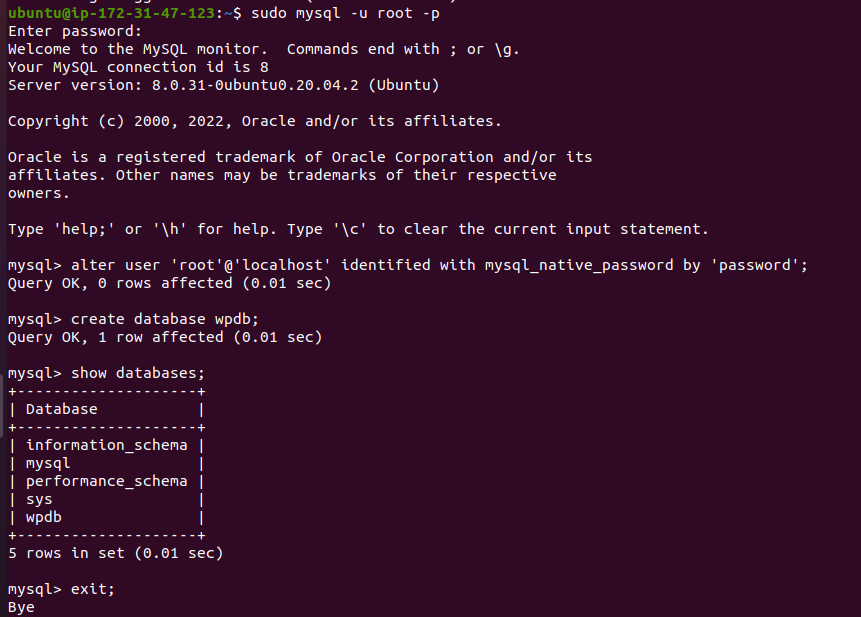 ubuntu@ip-172-31-47-123:~$ sudo mysql -u root -p
Enter password:
Welcome to the MySQL monitor.  Commands end with ; or \g.
Your MySQL connection id is 8
Server version: 8.0.31-0ubuntu0.20.04.2 (Ubuntu)

Copyright (c) 2000, 2022, Oracle and/or its affiliates.

Oracle is a registered trademark of Oracle Corporation and/or its
affiliates. Other names may be trademarks of their respective
owners.

Type 'help;' or '\h' for help. Type '\c' to clear the current input statement.

mysql> alter user 'root'@'localhost' identified with mysql_native_password by 'password';
Query OK, 0 rows affected (0.01 sec)

mysql> create database wpdb;
Query OK, 1 row affected (0.01 sec)

mysql> show databases;
+--------------------+
| Database           |
+--------------------+
| information_schema |
| mysql              |
| performance_schema |
| sys                |
| wpdb               |
+--------------------+
5 rows in set (0.01 sec)

mysql> exit;
Bye